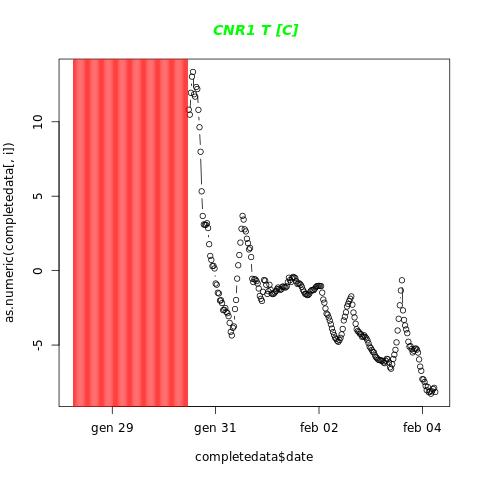 CNR1 T [C]
as.numeric(completedata[, i])
10
5
0
-5
gen 29
gen 31
feb 02
feb 04
completedata$date